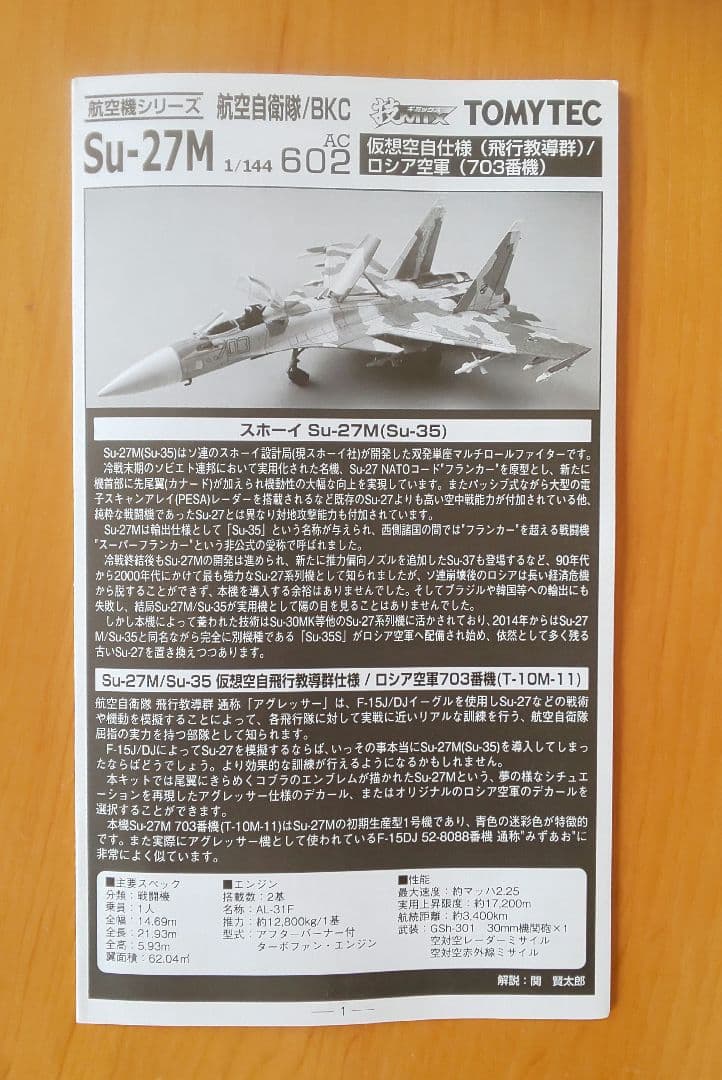 航空機シリーズ 航空自衛隊/BKC 技MIX ギミックス TOMYTEC
Su-27M 1/144 AC 602 仮想空自仕様（飛行教導群）/
ロシア空軍（703番機）
703
スホーイ Su-27M(Su-35)
Su-27M(Su-35)はソ連のスホーイ設計局(現スホーイ社)が開発した双発単座マルチロールファイターです。
冷戦末期のソビエト連邦において実用化された名機、Su-27 NATOコード"フランカー"を原型とし、新たに
機首部に先尾翼(カナード)が加えられ機動性の大幅な向上を実現しています。またパッシブ式ながら大型の電
子スキャンアレイ(PESA)レーダーを搭載されるなど既存のSu-27よりも高い空中戦能力が付加されている他、
純粋な戦闘機であったSu-27とは異なり対地攻撃能力も付加されています。
Su-27Mは輸出仕様として「Su-35」という名称が与えられ、西側諸国の間では"フランカー"を超える戦闘機
"スーパーフランカー"という非公式の愛称で呼ばれました。
冷戦終結後もSu-27Mの開発は進められ、新たに推力偏向ノズルを追加したSu-37も登場するなど、90年代
から2000年代にかけて最も強力なSu-27系列機として知られましたが、ソ連崩壊後のロシアは長い経済危機
から脱することができず、本機を導入する余裕はありませんでした。そしてブラジルや韓国等への輸出にも
失敗し、結局Su-27M/Su-35が実用機として陽の目を見ることはありませんでした。
しかし本機によって養われた技術はSu-30MK等他のSu-27系列機に活かされており、2014年からはSu-27
M/Su-35と同名ながら完全に別機種である「Su-35S」がロシア空軍へ配備され始め、依然として多く残る
古いSu-27を置き換えつつあります。
Su-27M/Su-35 仮想空自飛行教導群仕様 / ロシア空軍703番機(T-10M-11)
航空自衛隊 飛行教導群 通称「アグレッサー」は、F-15J/DJイーグルを使用しSu-27などの戦術
や機動を模擬することによって、各飛行隊に対して実戦に近いリアルな訓練を行う、航空自衛隊
屈指の実力を持つ部隊として知られます。
F-15J/DJによってSu-27を模擬するならば、いっその事本当にSu-27M(Su-35)を導入してしまっ
たならばどうでしょう。より効果的な訓練が行えるようになるかもしれません。
本キットでは尾翼にきらめくコブラのエンブレムが描かれたSu-27Mという、夢の様なシチュエ
ーションを再現したアグレッサー仕様のデカール、またはオリジナルのロシア空軍のデカールを
選択することができます。
本機Su-27M 703番機(T-10M-11)はSu-27Mの初期生産型1号機であり、青色の迷彩色が特徴的
です。また実際にアグレッサー機として使われているF-15DJ 52-8088番機 通称"みずあお"に
非常によく似ています。
■主要スペック
分類：戦闘機
乗員：1人
全幅：14.69m
全長：21.93m
全高：5.93m
翼面積：62.04㎡
■エンジン
搭載数：2基
名称：AL-31F
推力：約12,800kg/1基
型式：アフターバーナー付
ターボファン・エンジン
■性能
最大速度：約マッハ2.25
実用上昇限度：約17,200m
航続距離：約3,400km
武装：GSh-301 30mm機関砲×1
空対空レーダーミサイル
空対空赤外線ミサイル
解説：関 賢太郎
― 1 ―